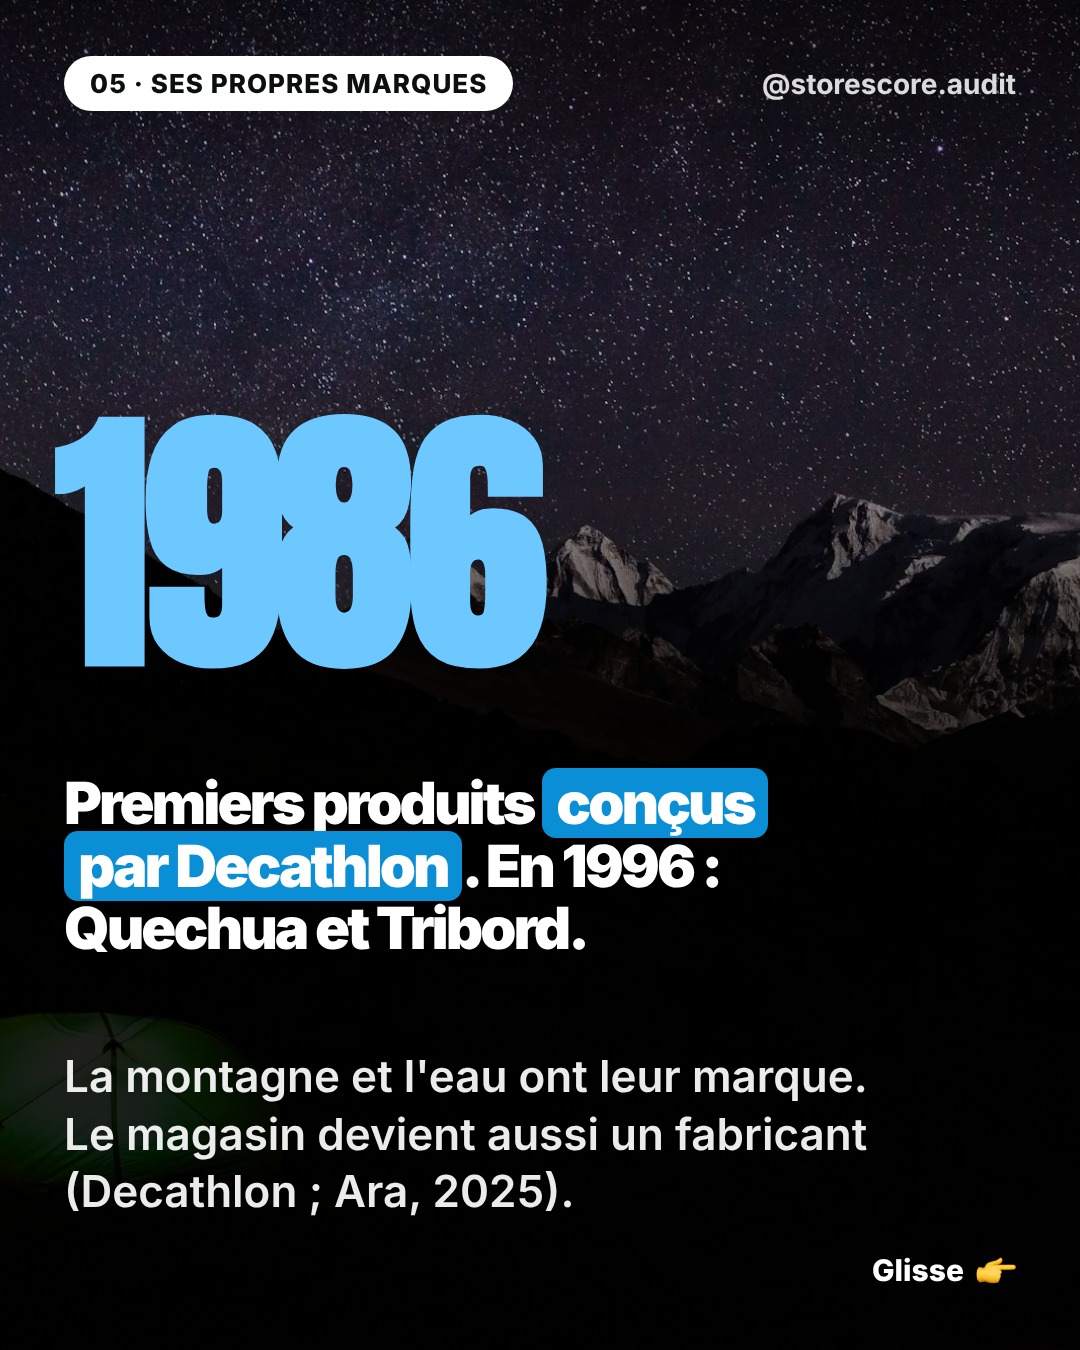 05 · SES PROPRES MARQUES
@storescore.audit
1986
Premiers produits conçus
par Decathlon . En 1996 :
Quechua et Tribord.
La montagne et l'eau ont leur marque.
Le magasin devient aussi un fabricant
(Decathlon ; Ara, 2025).
Glisse 👉